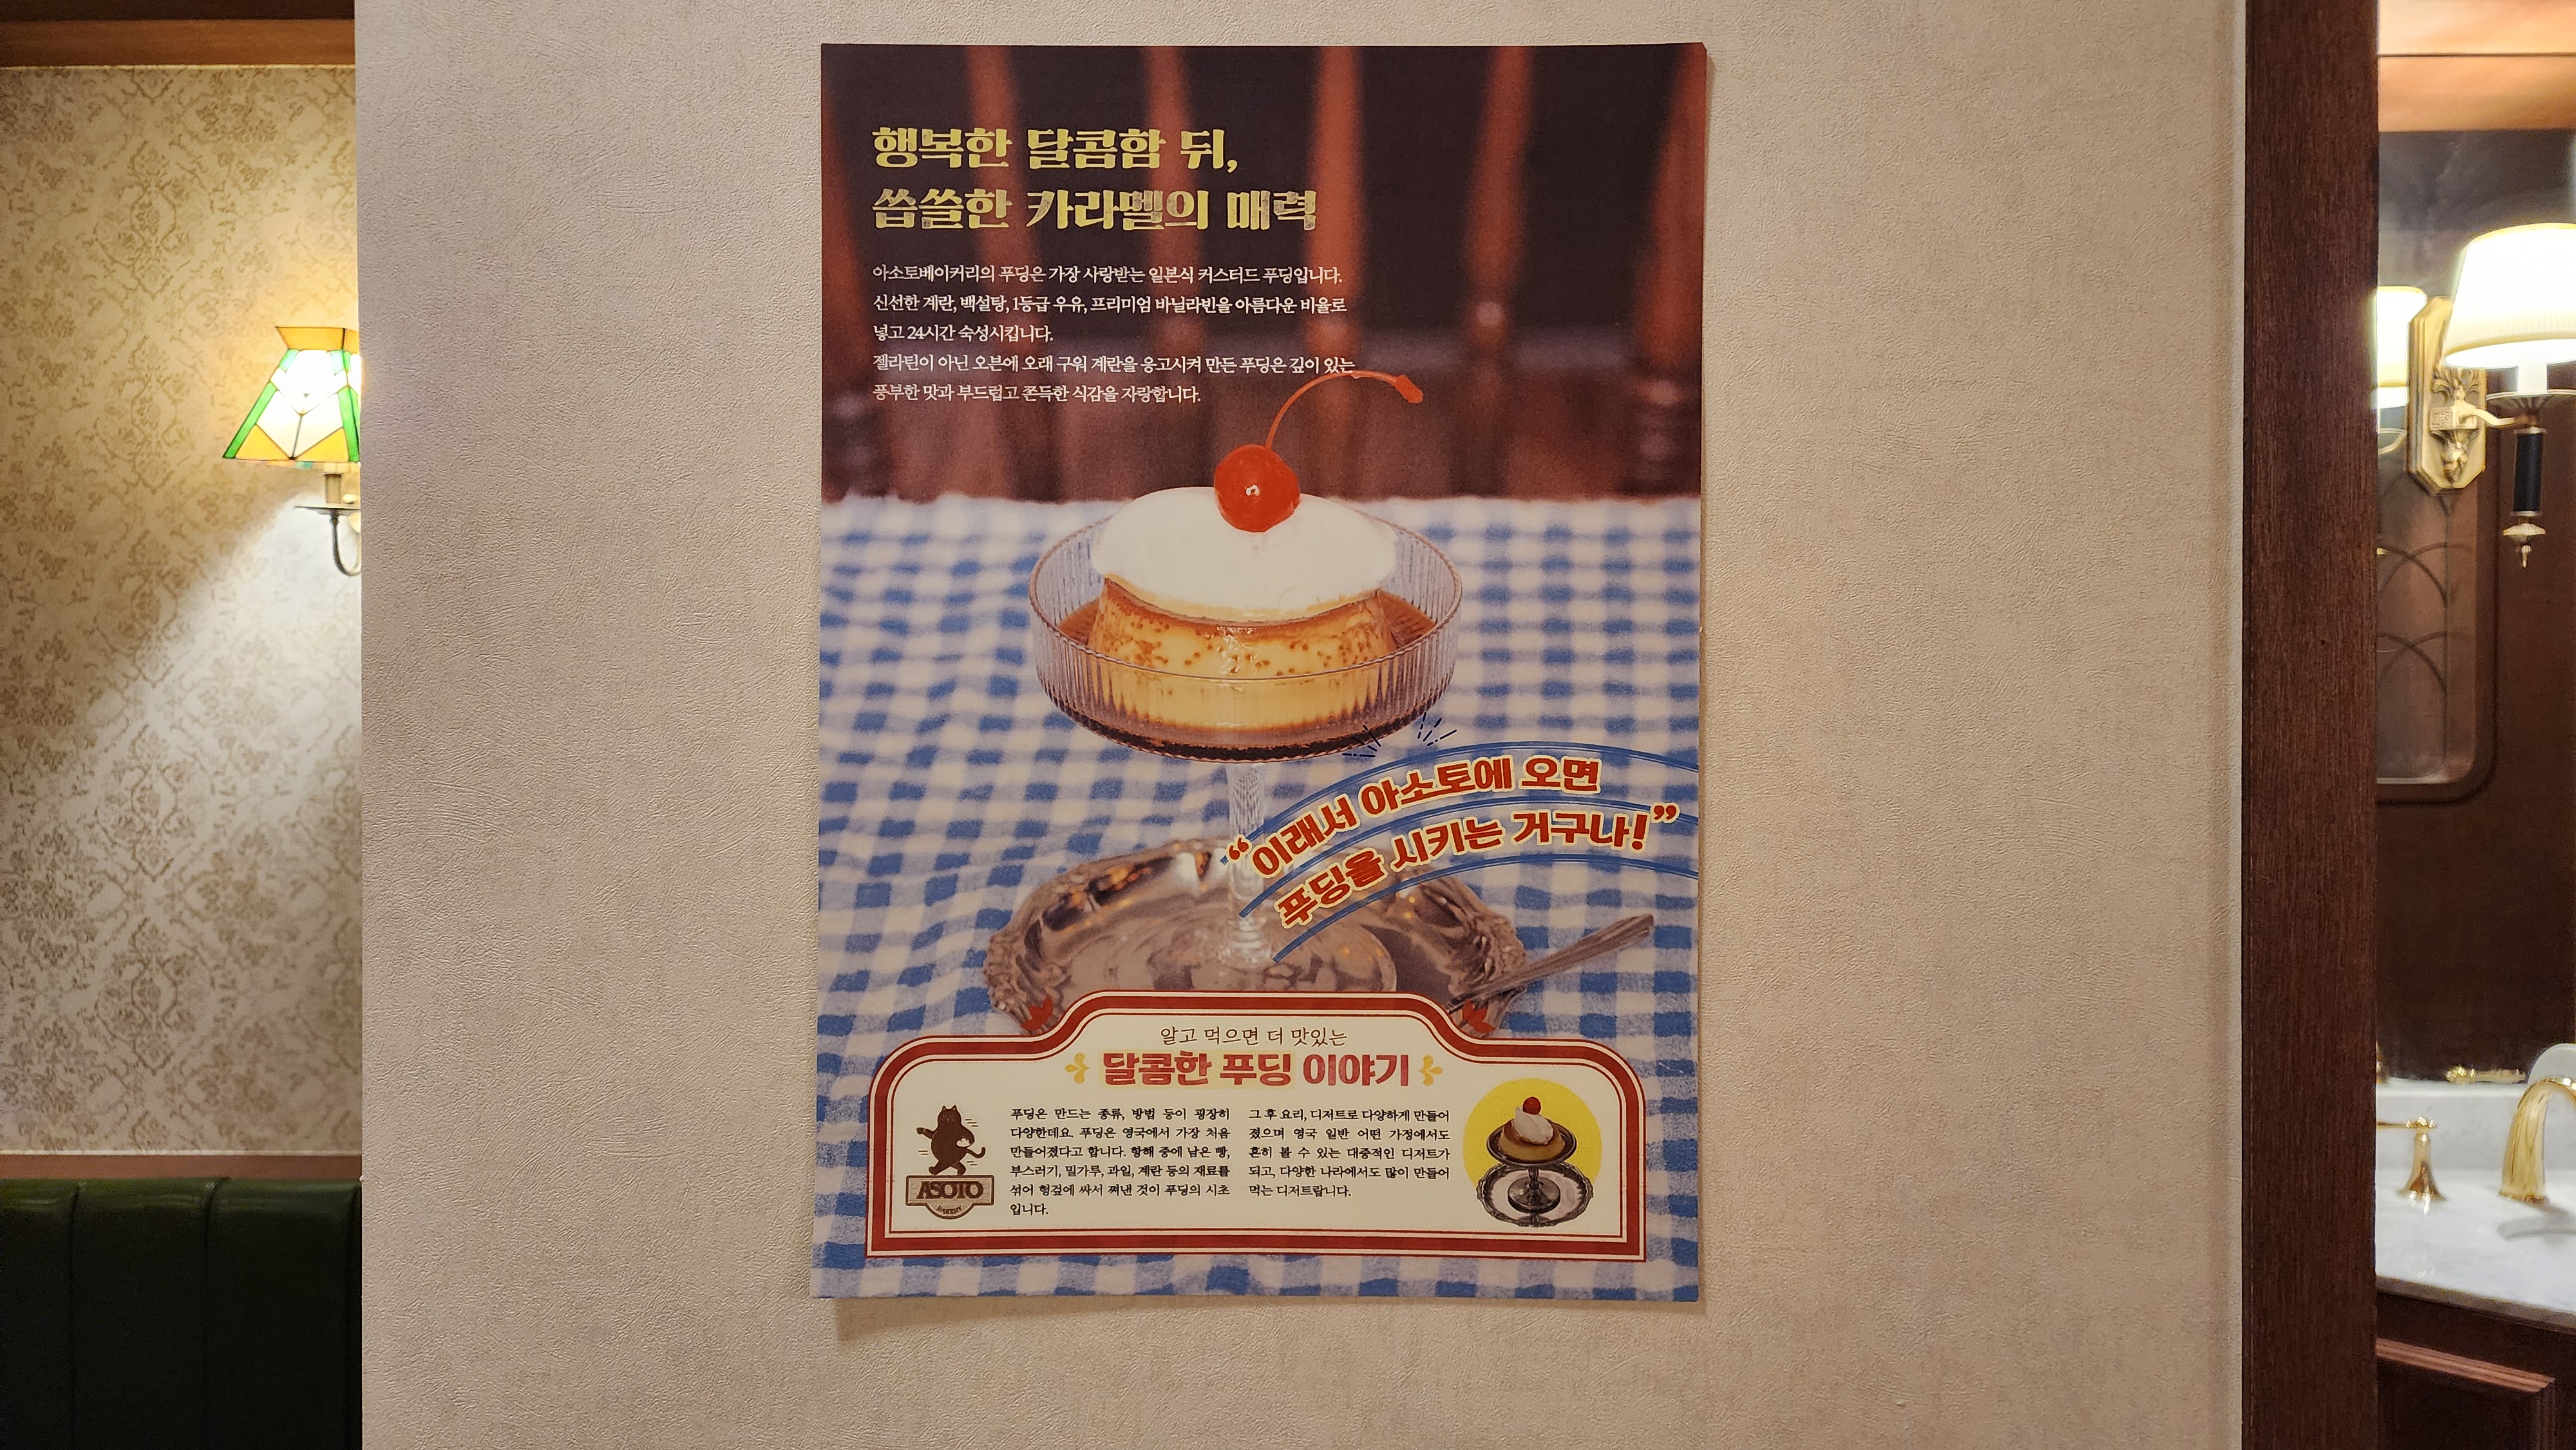 행복한 달콤함 뒤,
씁쓸한 카라멜의 매력
아소토베이커리의 푸딩은 가장 사랑받는 일본식 커스터드 푸딩입니다.
신선한 계란, 백설탕, 1등급 우유, 프리미엄 바닐라빈을 아름다운 비율로
넣고 24시간 숙성시킵니다.
젤라틴이 아닌 오븐에 오래 구워 계란을 응고시켜 만든 푸딩은 깊이 있는
풍부한 맛과 부드럽고 쫀득한 식감을 자랑합니다.
“이래서 아소토에 오면
푸딩을 시키는 거구나!”
알고 먹으면 더 맛있는
달콤한 푸딩 이야기
푸딩은 만드는 종류, 방법 등이 굉장히
다양한데요. 푸딩은 영국에서 가장 처음
만들어졌다고 합니다. 항해 중에 남은 빵,
부스러기, 밀가루, 과일, 계란 등의 재료를
섞어 헝겊에 싸서 쪄낸 것이 푸딩의 시초
입니다.
그 후 요리, 디저트로 다양하게 만들어
졌으며 영국 일반 어떤 가정에서도
흔히 볼 수 있는 대중적인 디저트가
되고, 다양한 나라에서도 많이 만들어
먹는 디저트랍니다.
ASOTO
BAKERY